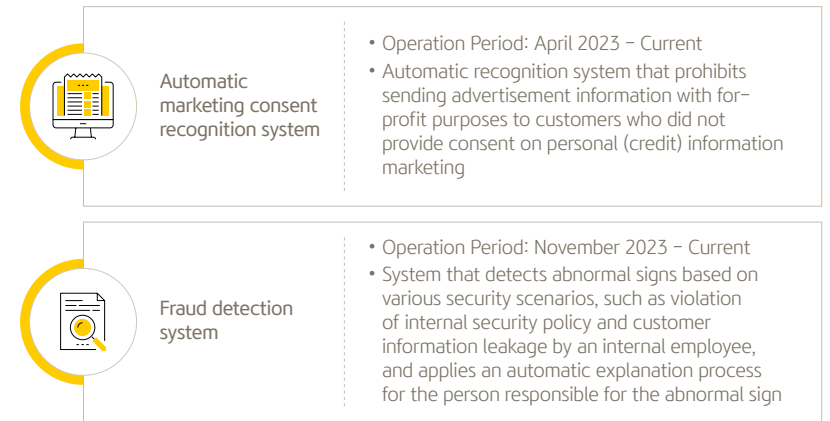 Automatic
marketing consent
recognition system
• Operation Period: April 2023 - Current
• Automatic recognition system that prohibits
sending advertisement information with for-
profit purposes to customers who did not
provide consent on personal (credit) information
marketing
Fraud detection
system
• Operation Period: November 2023 - Current
• System that detects abnormal signs based on
various security scenarios, such as violation
of internal security policy and customer
information leakage by an internal employee,
and applies an automatic explanation process
for the person responsible for the abnormal sign